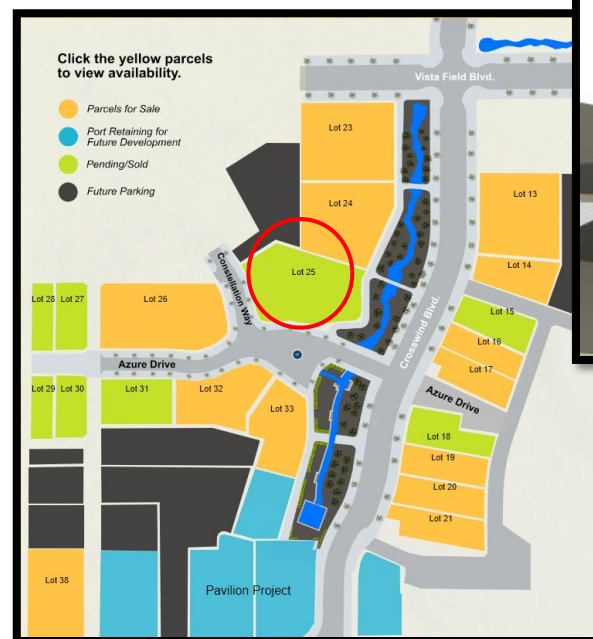 Click the yellow parcels
to view availability.
Parcels for Sale
Port Retaining for
Future Development
Pending/Sold
Future Parking
Vista Field Blvd.
Lot 23
Lot 24
Lot 13
Lot 14
Lot 25
Constellation Way
Lot 28
Lot 27
Lot 26
Lot 15
Lot 16
Lot 17
Crosswind Blvd.
Azure Drive
Azure Drive
Lot 29
Lot 30
Lot 31
Lot 32
Lot 33
Lot 18
Lot 19
Lot 20
Lot 21
Lot 38
Pavilion Project